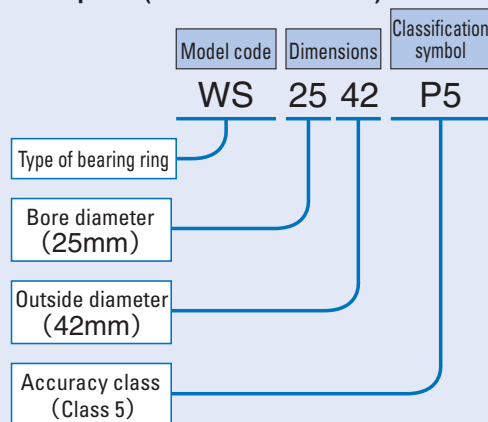 Model code
Dimensions
Classification
symbol
WS 25 42 P5
Type of bearing ring
Bore diameter
(25mm)
Outside diameter
(42mm)
Accuracy class
(Class 5)